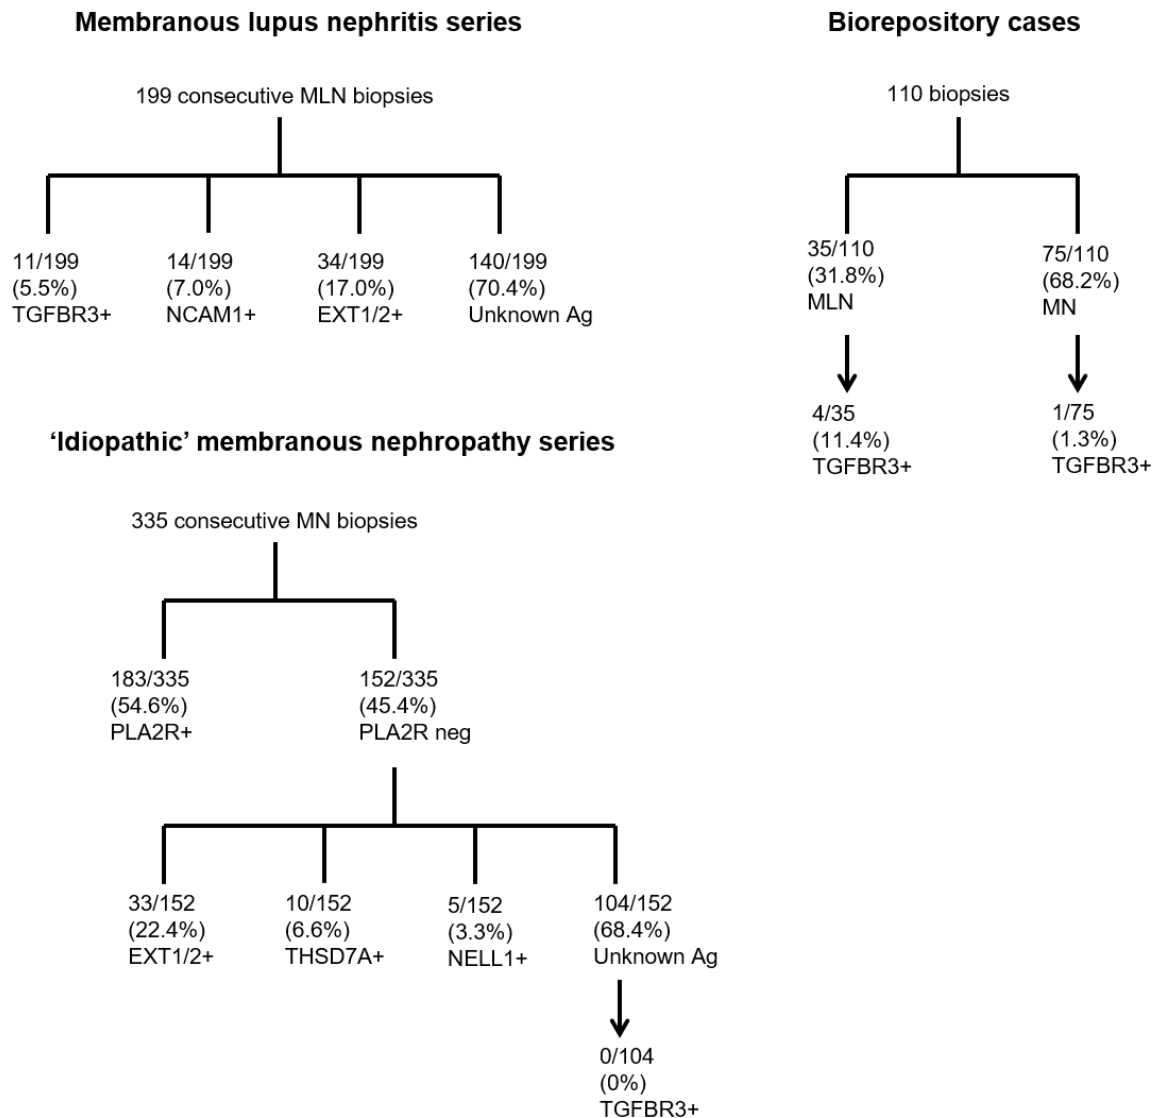 Membranous lupus nephritis series
199 consecutive MLN biopsies
11/199
(5.5%)
TGFBR3+
14/199
(7.0%)
NCAM1+
34/199
(17.0%)
EXT1/2+
140/199
(70.4%)
Unknown Ag
Biorepository cases
110 biopsies
35/110
(31.8%)
MLN
75/110
(68.2%)
MN
4/35
(11.4%)
TGFBR3+
1/75
(1.3%)
TGFBR3+
‘Idiopathic’ membranous nephropathy series
335 consecutive MN biopsies
183/335
(54.6%)
PLA2R+
152/335
(45.4%)
PLA2R neg
33/152
(22.4%)
EXT1/2+
10/152
(6.6%)
THSD7A+
5/152
(3.3%)
NELL1+
104/152
(68.4%)
Unknown Ag
0/104
(0%)
TGFBR3+